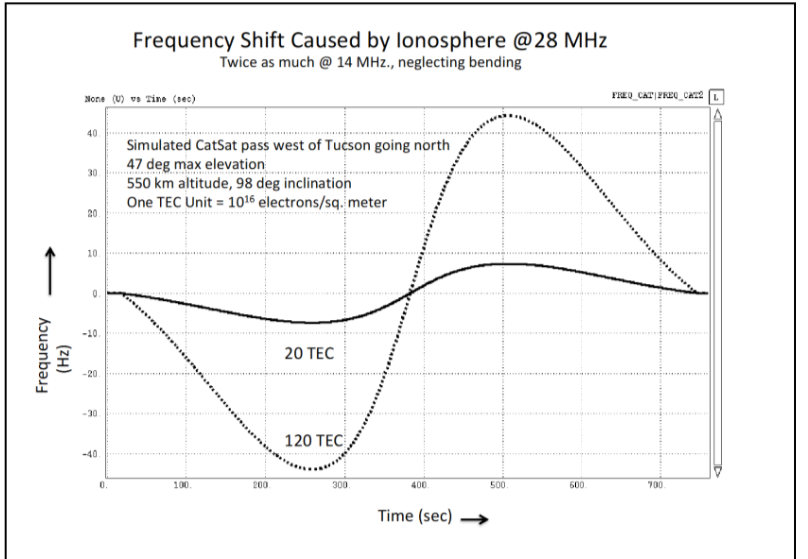 Frequency Shift Caused by Ionosphere @28 MHz
Twice as much @ 14 MHz., neglecting bending
None (U) vs Time (sec)
FREQ_CAT|FREQ_CAT2 L
Simulated CatSat pass west of Tucson going north
47 deg max elevation
550 km altitude, 98 deg inclination
One TEC Unit = 10¹⁶ electrons/sq. meter
40.
30.
20.
10.
0.
-10.
-20.
-30.
-40.
Frequency
(Hz)
20 TEC
120 TEC
0. 100. 200. 300. 400. 500. 600. 700.
Time (sec)